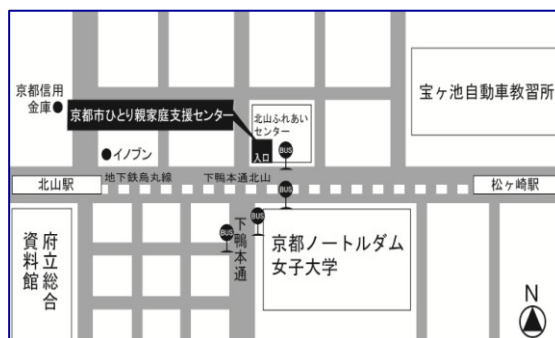 京都信用
金庫
京都市ひとり親家庭支援センター
北山ふれあい
センター
入口
BUS
宝ヶ池自動車教習所
イノブン
北山駅
地下鉄烏丸線
下鴨本通北山
BUS
松ヶ崎駅
府立総合
資料館
BUS
BUS
下鴨本通
京都ノートルダム
女子大学
N